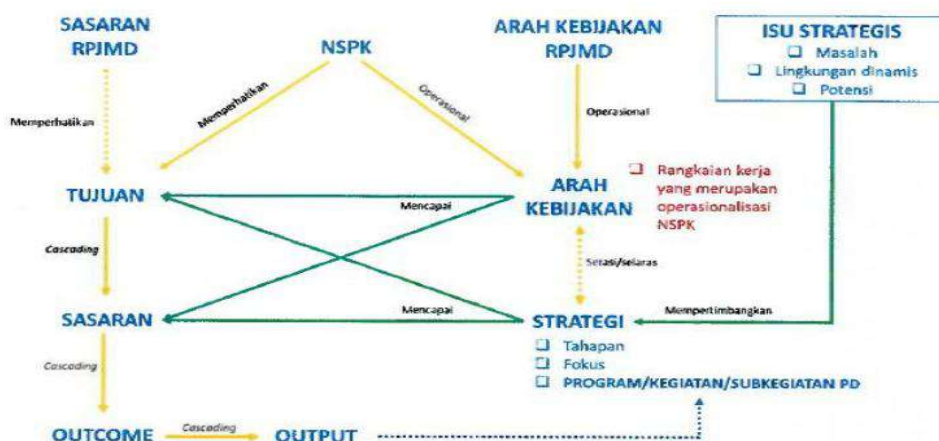 SASARAN
RPJMD
NSPK
ARAH KEBIJAKAN
RPJMD
ISU STRATEGIS
Masalah
Lingkungan dinamis
Potensi
Memperhatikan
Memperhatikan
Operasional
Operasional
TUJUAN
Mencapai
ARAH
KEBIJAKAN
Rangkaian kerja
yang merupakan
operasionalisasi
NSPK
Cascading
Serasi/selaras
SASARAN
Mencapai
STRATEGI
Mempertimbangkan
Tahapan
Fokus
PROGRAM/KEGIATAN/SUBKEGIATAN PD
Cascading
OUTCOME
Cascading
OUTPUT